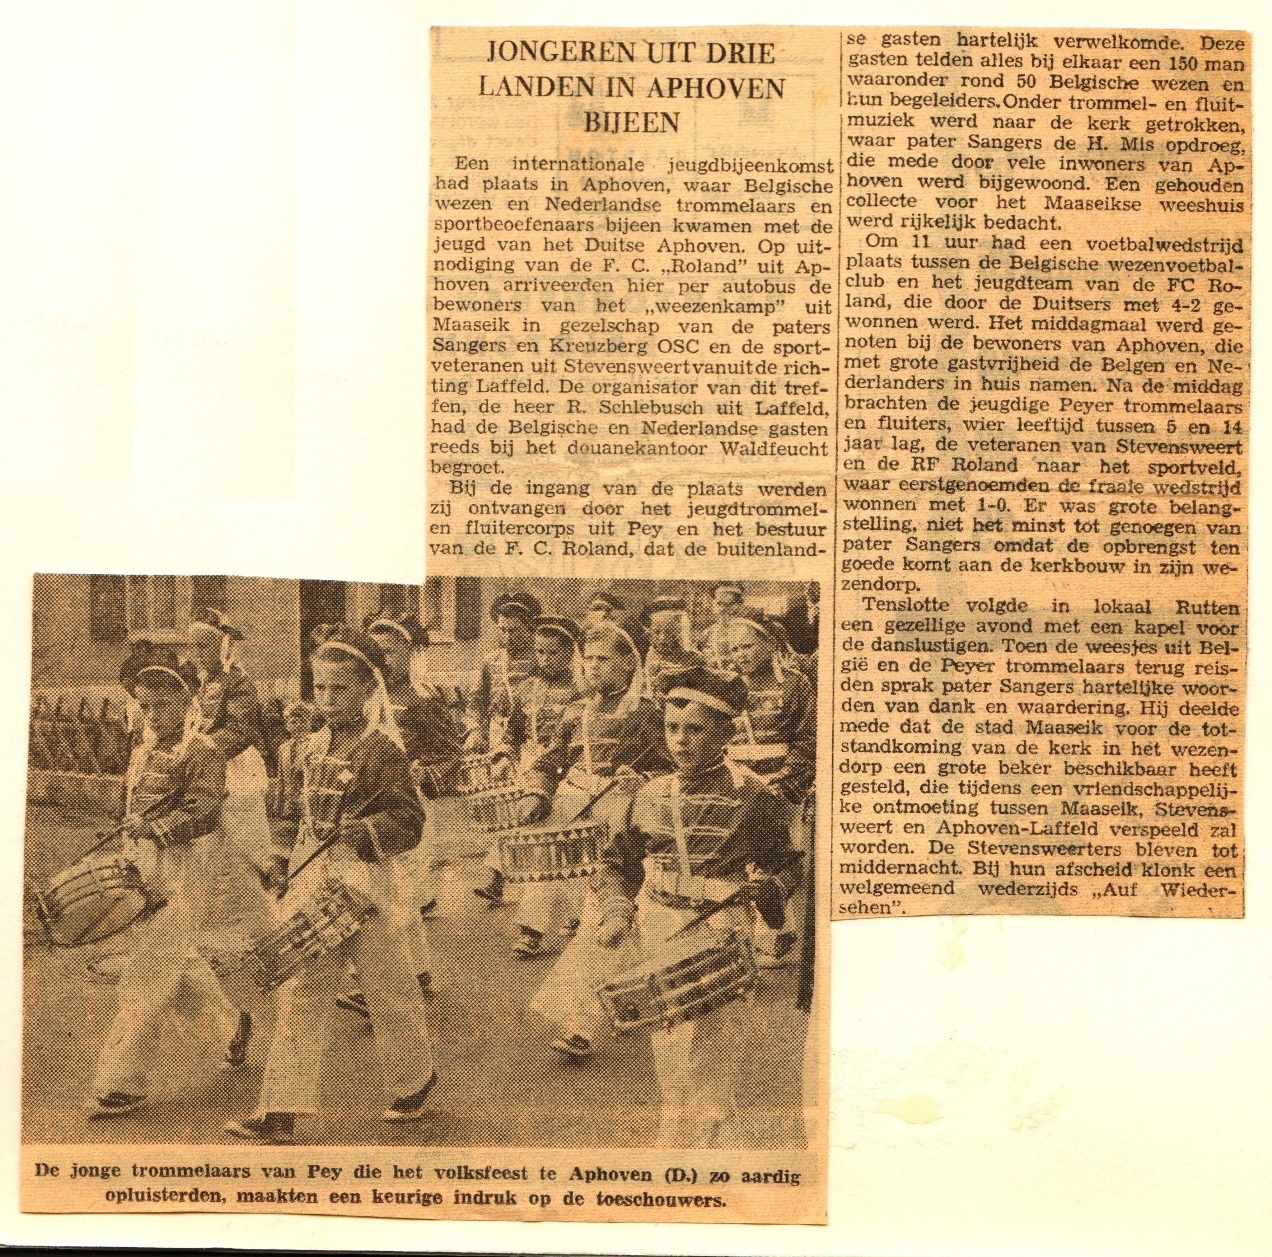 JONGEREN UIT DRIE
LANDEN IN APHOVEN
BIJEEN
Een internationale jeugdbijeenkomst
had plaats in Aphoven, waar Belgische
wezen en Nederlandse trommelaars en
sportbeoefenaars bijeen kwamen met de
jeugd van het Duitse Aphoven. Op uit-
nodiging van de F. C. „Roland” uit Ap-
hoven arriveerden hier per autobus de
bewoners van het „weezenkamp” uit
Maaseik in gezelschap van de paters
Sangers en Kreuzberg OSC en de sport-
veteranen uit Stevensweert vanuit de rich-
ting Laffeld. De organisator van dit tref-
fen, de heer R. Schlebusch uit Laffeld,
had de Belgische en Nederlandse gasten
reeds bij het douanekantoor Waldfeucht
begroet.
Bij de ingang van de plaats werden
zij ontvangen door het jeugdtrommel-
en fluitercorps uit Pey en het bestuur
van de F. C. Roland, dat de buitenland-
se gasten hartelijk verwelkomde. Deze
gasten telden alles bij elkaar een 150 man
waaronder rond 50 Belgische wezen en
hun begeleiders. Onder trommel- en fluit-
muziek werd naar de kerk getrokken,
waar pater Sangers de H. Mis opdroeg,
die mede door vele inwoners van Ap-
hoven werd bijgewoond. Een gehouden
collecte voor het Maaseikse weeshuis
werd rijkelijk bedacht.
Om 11 uur had een voetbalwedstrijd
plaats tussen de Belgische wezenvoetbal-
club en het jeugdteam van de FC Ro-
land, die door de Duitsers met 4-2 ge-
wonnen werd. Het middagmaal werd ge-
noten bij de bewoners van Aphoven, die
met grote gastvrijheid de Belgen en Ne-
derlanders in huis namen. Na de middag
brachten de jeugdige Peyer trommelaars
en fluiters, wier leeftijd tussen 5 en 14
jaar lag, de veteranen van Stevensweert
en de RF Roland naar het sportveld,
waar eerstgenoemden de fraaie wedstrijd
wonnen met 1-0. Er was grote belang-
stelling, niet het minst tot genoegen van
pater Sangers omdat de opbrengst ten
goede komt aan de kerkbouw in zijn we-
zendorp.
Tenslotte volgde in lokaal Rutten
een gezellige avond met een kapel voor
de danslustigen. Toen de weesjes uit Bel-
gië en de Peyer trommelaars terug reis-
den sprak pater Sangers hartelijke woor-
den van dank en waardering. Hij deelde
mede dat de stad Maaseik voor de tot-
standkoming van de kerk in het wezen-
dorp een grote beker beschikbaar heeft
gesteld, die tijdens een vriendschappelij-
ke ontmoeting tussen Maaseik, Stevens-
weert en Aphoven-Laffeld verspeeld zal
worden. De Stevensweerters bleven tot
middernacht. Bij hun afscheid klonk een
welgemeend wederzijds „Auf Wieder-
sehen”.
De jonge trommelaars van Pey die het volksfeest te Aphoven (D.) zo aardig
opluisterden, maakten een keurige indruk op de toeschouwers.